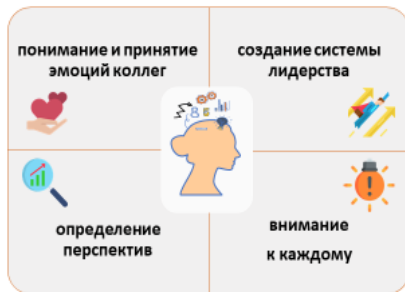 понимание и принятие
эмоций коллег
создание системы
лидерства
определение
перспектив
внимание
к каждому